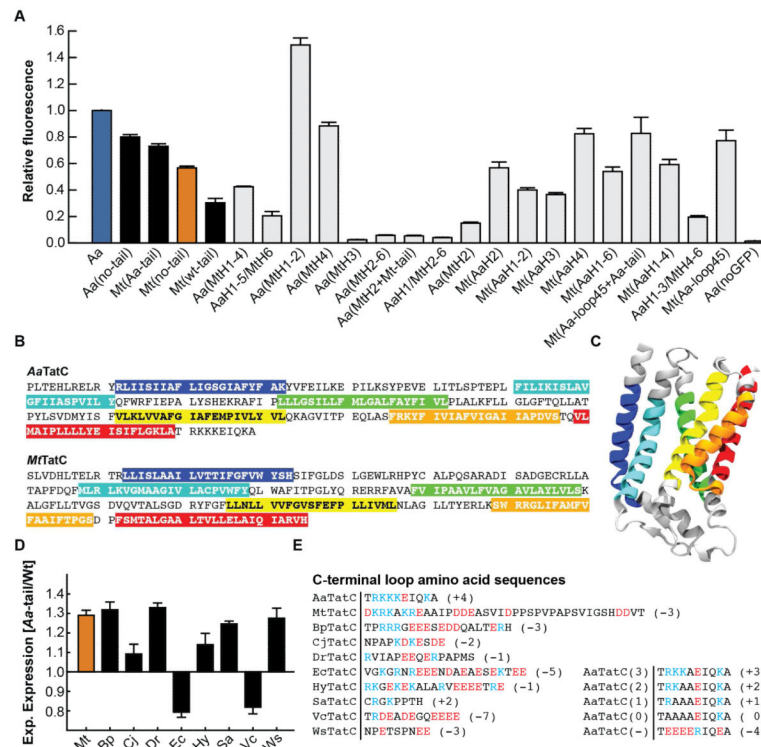 A
Relative fluorescence
1.6
1.4
1.2
1.0
0.8
0.6
0.4
0.2
0.0
Aa
Aa(no-tail)
Mt(Aa-tail)
Mt(no-tail)
Mt(wt-tail)
Aa(MtH1-4)
AaH1-5/MtH6
Aa(MtH1-2)
Aa(MtH4)
Aa(MtH3)
Aa(MtH2-6)
Aa(MtH2+Mt-tail)
AaH1/MtH2-6
Aa(MtH2)
Mt(AaH2)
Mt(AaH1-2)
Mt(AaH3)
Mt(AaH4)
Mt(AaH1-6)
Mt(Aa-loop45+Aa-tail)
Mt(AaH1-4)
AaH1-3/MtH4-6
Mt(Aa-loop45)
Aa(noGFP)
B
AaTatC
PLTEHLRELR YRLIISIIAF LIGSGIAFYF AKYVFEILKE PILKSYPEVE LITLSPTEPL FILIKISLAV
GFIIASPVIL YQFWRFIEPA LYSHEKRAFI PLLLGSILLF MLGALFAYFI VLPLALKFLL GLGFTQLLAT
PYLSVDMYIS FVLKLVVAFG IAFEMPIVLY VLQKAGVITP EQLASFRKYF IVIAFVIGAI IAPDVSTQVL
MAIPLLLLYE ISIFLGKLAT RKKKEIQKA
MtTatC
SLVDHLTELR TRLLISLAAI LVTTIFGFVW YSHSIFGLDS LGEWLRHPYC ALPQSARADI SADGECRLLA
TAPFDQFMLR LKVGMAAGIV LACPVWFYQL WAFITPGLYQ RERRFAVAFV IPAAVLFVAG AVLAYLVLSK
ALGFLLTVGS DVQVTALSGD RYFGFLLNLL VVFGVSFEFP LLIVMLNLAG LLTYERLKSW RRGLIFAMFV
FAAIFTPGSD PFSMTALGAA LTVLLELAIQ IARVH
C
D
Exp. Expression [Aa-tail/Wt]
1.4
1.3
1.2
1.1
1.0
0.9
0.8
Mt
Bp
Cj
Dr
Ec
Hy
Sa
Vc
Ws
E
C-terminal loop amino acid sequences
AaTatC TRKKKEIQKA (+4)
MtTatC DKRKAKREAAIPDDEASVIDPPSPVPAPSVIGSHDDVT (-3)
BpTatC TPRRRGEEESEDDQALTERH (-3)
CjTatC NPAPKDKESDE (-2)
DrTatC RVIAPEEQERPAPMS (-1)
EcTatC VGKGRNREEENDAEAESEKTEE (-5)
HyTatC RKGEKEKALARVEEEETRE (-1)
SaTatC CRGKPPTH (+2)
VcTatC TRDEADEGQEEEE (-7)
WsTatC NPETSPNEE (-3)
AaTatC(3) TRKKAEIQKA (+3
AaTatC(2) TRKAAEIQKA (+2
AaTatC(1) TRAAAEIQKA (+1
AaTatC(0) TAAAAEIQKA ( 0
AaTatC(-) TEEEERIQEA (-4